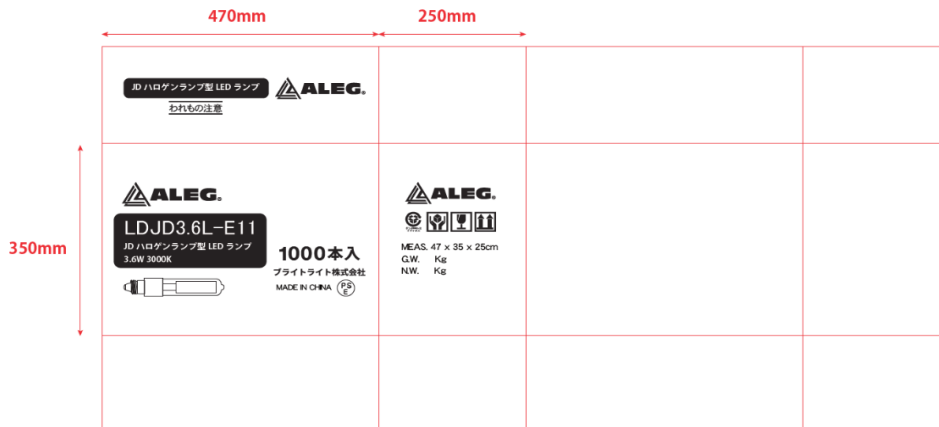 470mm
250mm
JD ハロゲンランプ型 LED ランプ
ALEG.
われもの注意
350mm
ALEG.
LDJD3.6L-E11
JD ハロゲンランプ型 LED ランプ
3.6W 3000K
1000本入
ブライトライト株式会社
MADE IN CHINA
PS
E
ALEG.
MEAS. 47 x 35 x 25cm
G.W. Kg
N.W. Kg